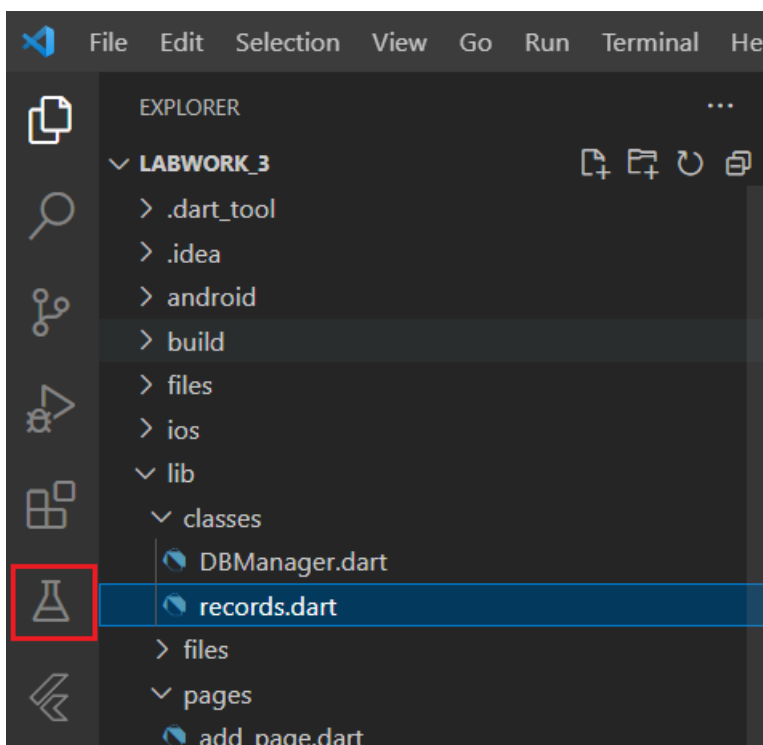 File Edit Selection View Go Run Terminal He
EXPLORER
LABWORK_3
.dart_tool
.idea
android
build
files
ios
lib
classes
DBManager.dart
records.dart
files
pages
add_page.dart